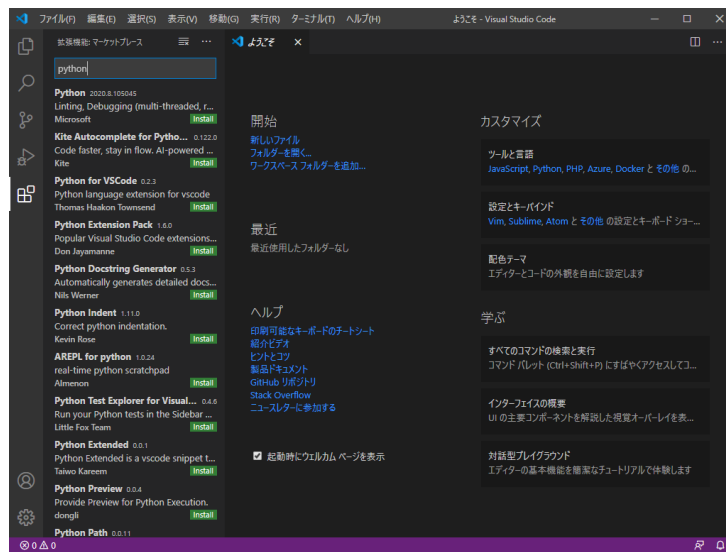 ファイル(F) 編集(E) 選択(S) 表示(V) 移動(G) 実行(R) ターミナル(T) ヘルプ(H) ようこそ - Visual Studio Code
拡張機能: マーケットプレース
ようこそ
python
Python 2020.8.105045
Linting, Debugging (multi-threaded, r...
Microsoft Install
Kite Autocomplete for Pytho... 0.122.0
Code faster, stay in flow. AI-powered ...
Kite Install
Python for VSCode 0.2.3
Python language extension for vscode
Thomas Haakon Townsend Install
Python Extension Pack 1.6.0
Popular Visual Studio Code extensions...
Don Jayamanne Install
Python Docstring Generator 0.5.3
Automatically generates detailed docs...
Nils Werner Install
Python Indent 1.11.0
Correct python indentation.
Kevin Rose Install
AREPL for python 1.0.24
real-time python scratchpad
Almenon Install
Python Test Explorer for Visual... 0.4.6
Run your Python tests in the Sidebar ...
Little Fox Team Install
Python Extended 0.0.1
Python Extended is a vscode snippet t...
Taiwo Kareem Install
Python Preview 0.0.4
Provide Preview for Python Execution.
dongli Install
Python Path 0.0.11
開始
新しいファイル
フォルダーを開く...
ワークスペース フォルダーを追加...
最近
最近使用したフォルダーなし
ヘルプ
印刷可能なキーボードのチートシート
紹介ビデオ
ヒントとコツ
製品ドキュメント
GitHub リポジトリ
Stack Overflow
ニュースレターに参加する
起動時にウェルカム ページを表示
カスタマイズ
ツールと言語
JavaScript, Python, PHP, Azure, Docker と その他 の...
設定とキーバインド
Vim, Sublime, Atom と その他 の設定とキーボード ショー...
配色テーマ
エディターとコードの外観を自由に設定します
学ぶ
すべてのコマンドの検索と実行
コマンド パレット (Ctrl+Shift+P) にすばやくアクセスしてコ...
インターフェイスの概要
UI の主要コンポーネントを解説した視覚オーバーレイを表...
対話型プレイグラウンド
エディターの基本機能を簡潔なチュートリアルで体験します
0 0